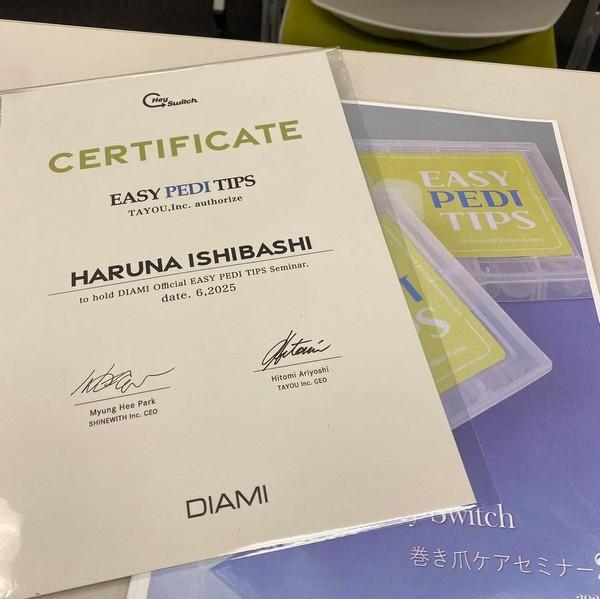 Hey
Switch
CERTIFICATE
EASY PEDI TIPS
TAYOU,Inc. authorize
HARUNA ISHIBASHI
to hold DIAMI Official EASY PEDI TIPS Seminar.
date. 6,2025
Myung Hee Park
SHINEWITH Inc. CEO
Hitomi
Hitomi Ariyoshi
TAYOU Inc. CEO
DIAMI
EASY
PEDI
TIPS
Switch
巻き爪ケアセミナー